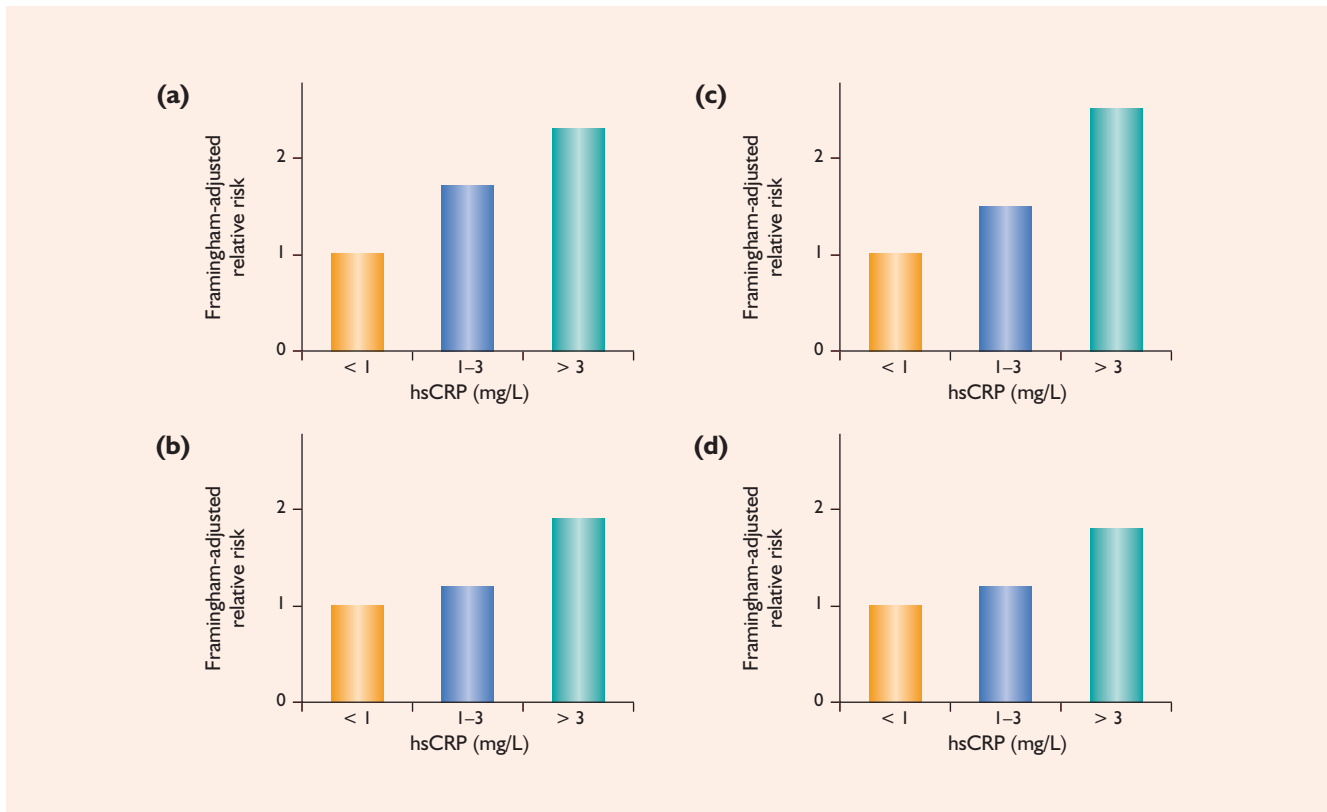 (a)
Framingham-adjusted
relative risk
2
1
0
< 1
1–3
> 3
hsCRP (mg/L)
(b)
Framingham-adjusted
relative risk
2
1
0
< 1
1–3
> 3
hsCRP (mg/L)
(c)
Framingham-adjusted
relative risk
2
1
0
< 1
1–3
> 3
hsCRP (mg/L)
(d)
Framingham-adjusted
relative risk
2
1
0
< 1
1–3
> 3
hsCRP (mg/L)